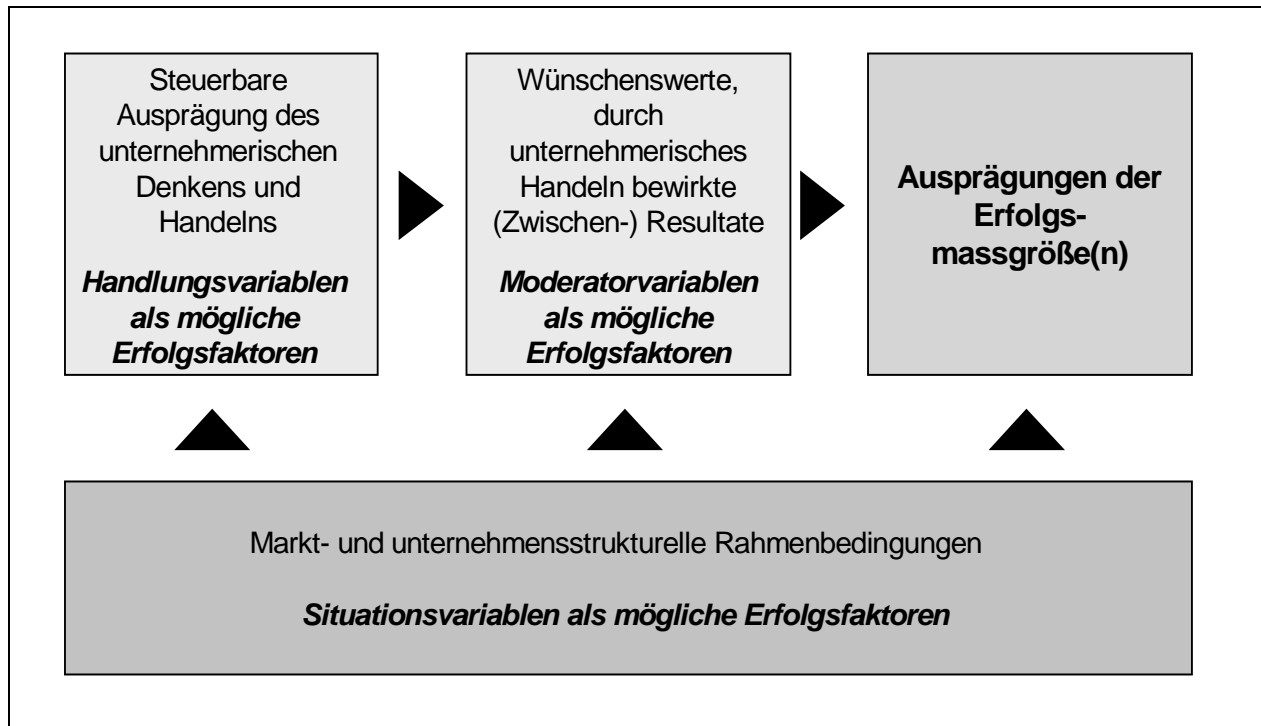 Steuerbare
Ausprägung des
unternehmerischen
Denkens und
Handelns
Handlungsvariablen
als mögliche
Erfolgsfaktoren
Wünschenswerte,
durch
unternehmerisches
Handeln bewirkte
(Zwischen-) Resultate
Moderatorvariablen
als mögliche
Erfolgsfaktoren
Ausprägungen der
Erfolgs-
massgröße(n)
Markt- und unternehmensstrukturelle Rahmenbedingungen
Situationsvariablen als mögliche Erfolgsfaktoren